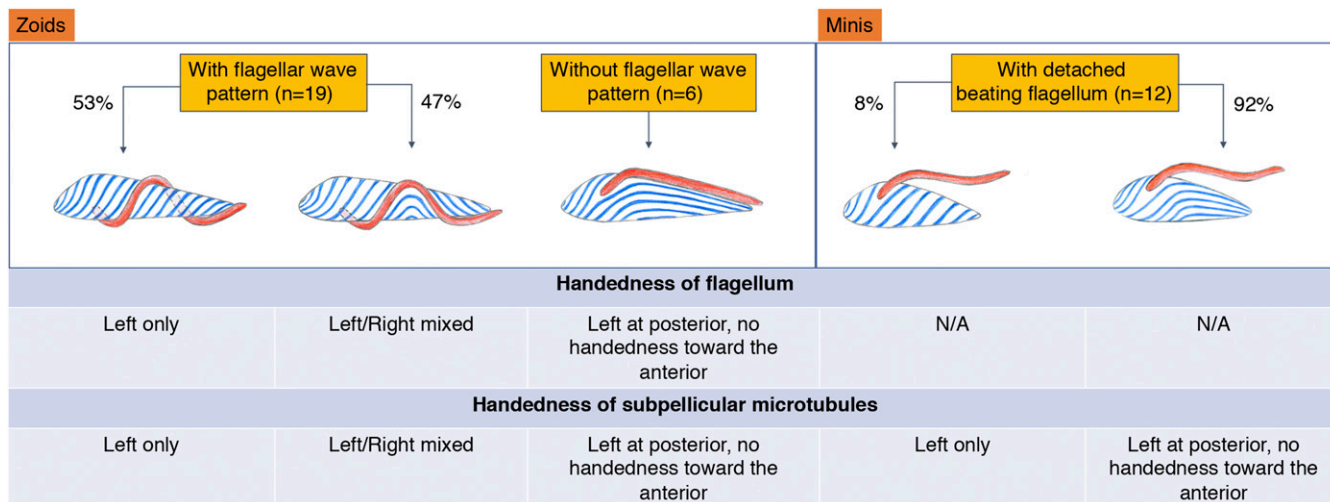 Zoids
Minis
With flagellar wave
pattern (n=19)
53%
47%
Without flagellar wave
pattern (n=6)
With detached
beating flagellum (n=12)
8%
92%
Handedness of flagellum
Left only
Left/Right mixed
Left at posterior, no
handedness toward the
anterior
N/A
N/A
Handedness of subpellicular microtubules
Left only
Left/Right mixed
Left at posterior, no
handedness toward the
anterior
Left only
Left at posterior, no
handedness toward the
anterior